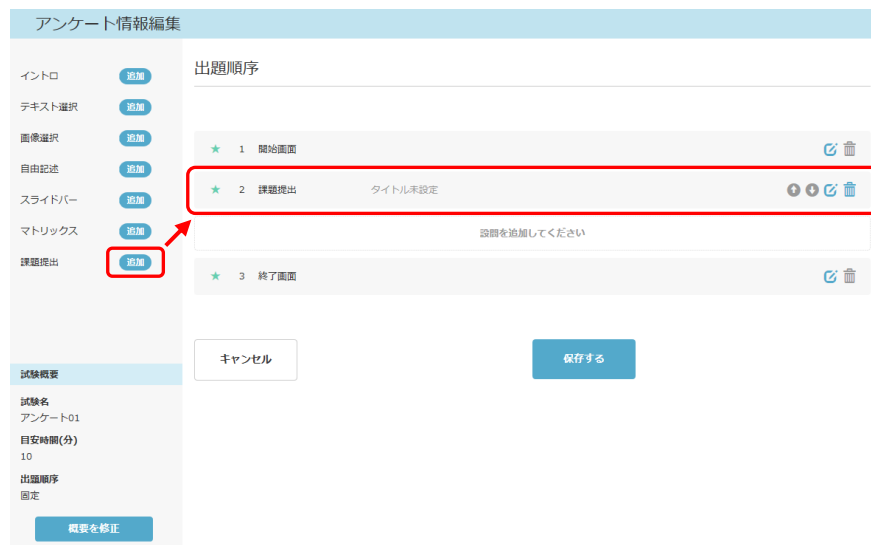 アンケート情報編集
イントロ 追加
テキスト選択 追加
画像選択 追加
自由記述 追加
スライドバー 追加
マトリックス 追加
課題提出 追加
試験概要
試験名
アンケート01
目安時間(分)
10
出題順序
固定
概要を修正
出題順序
★ 1 開始画面
★ 2 課題提出 タイトル未設定
設問を追加してください
★ 3 終了画面
キャンセル 保存する